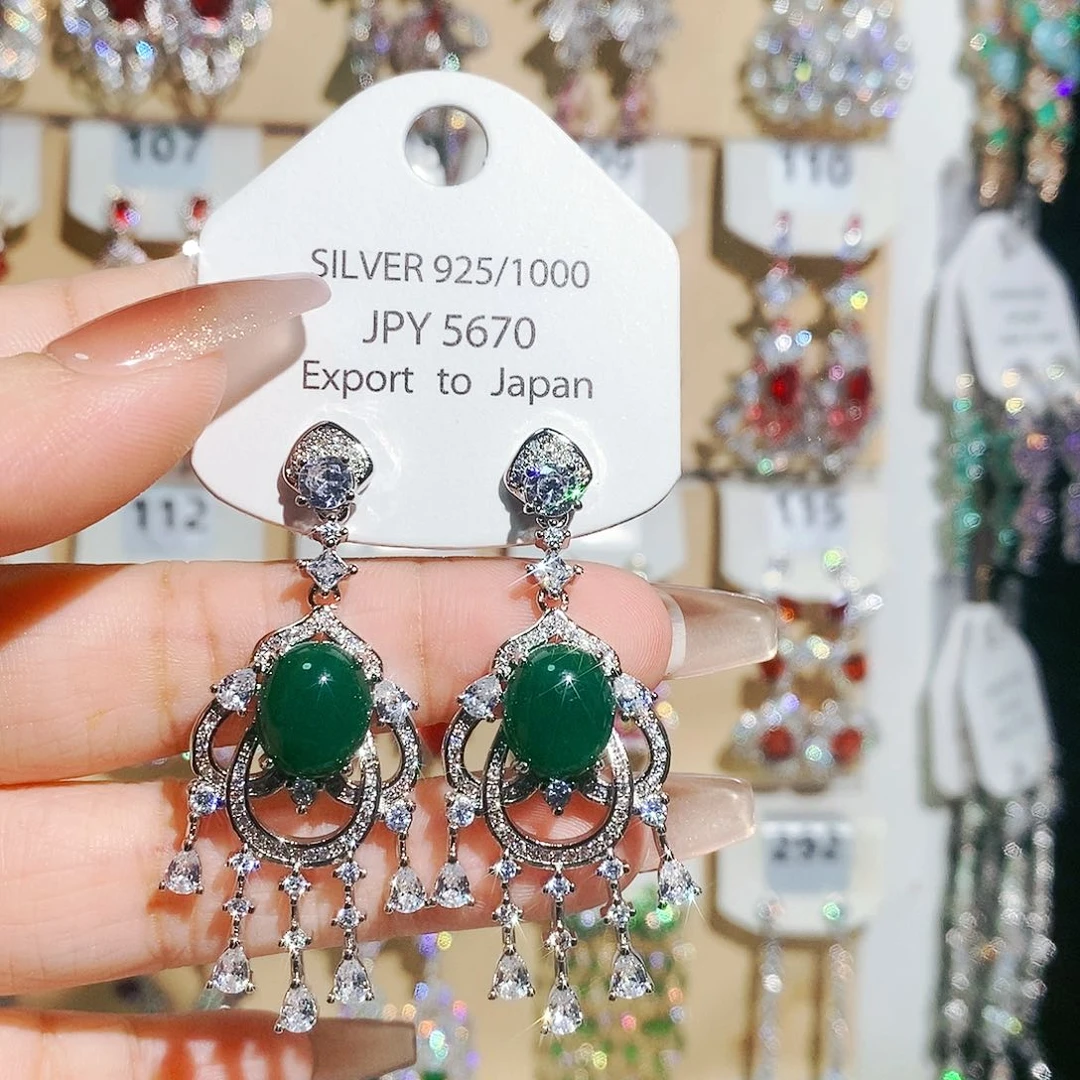 107
110
SILVER 925/1000
JPY 5670
Export to Japan
112
115
292